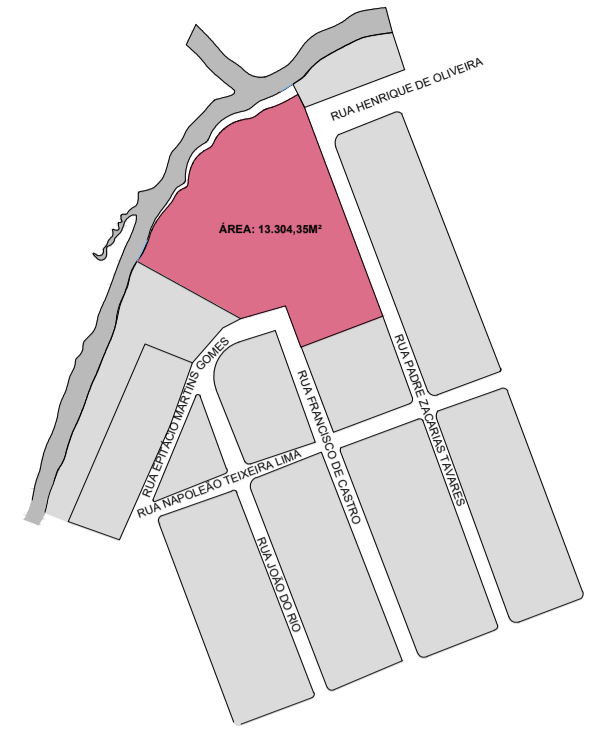 RUA HENRIQUE DE OLIVEIRA
ÁREA: 13.304,35M²
RUA EPITÁCIO MARTINS GOMES
RUA FRANCISCO DE CASTRO
RUA PADRE ZACARIAS TAVARES
RUA NAPOLEÃO TEIXEIRA LIMA
RUA JOÃO DO RIO